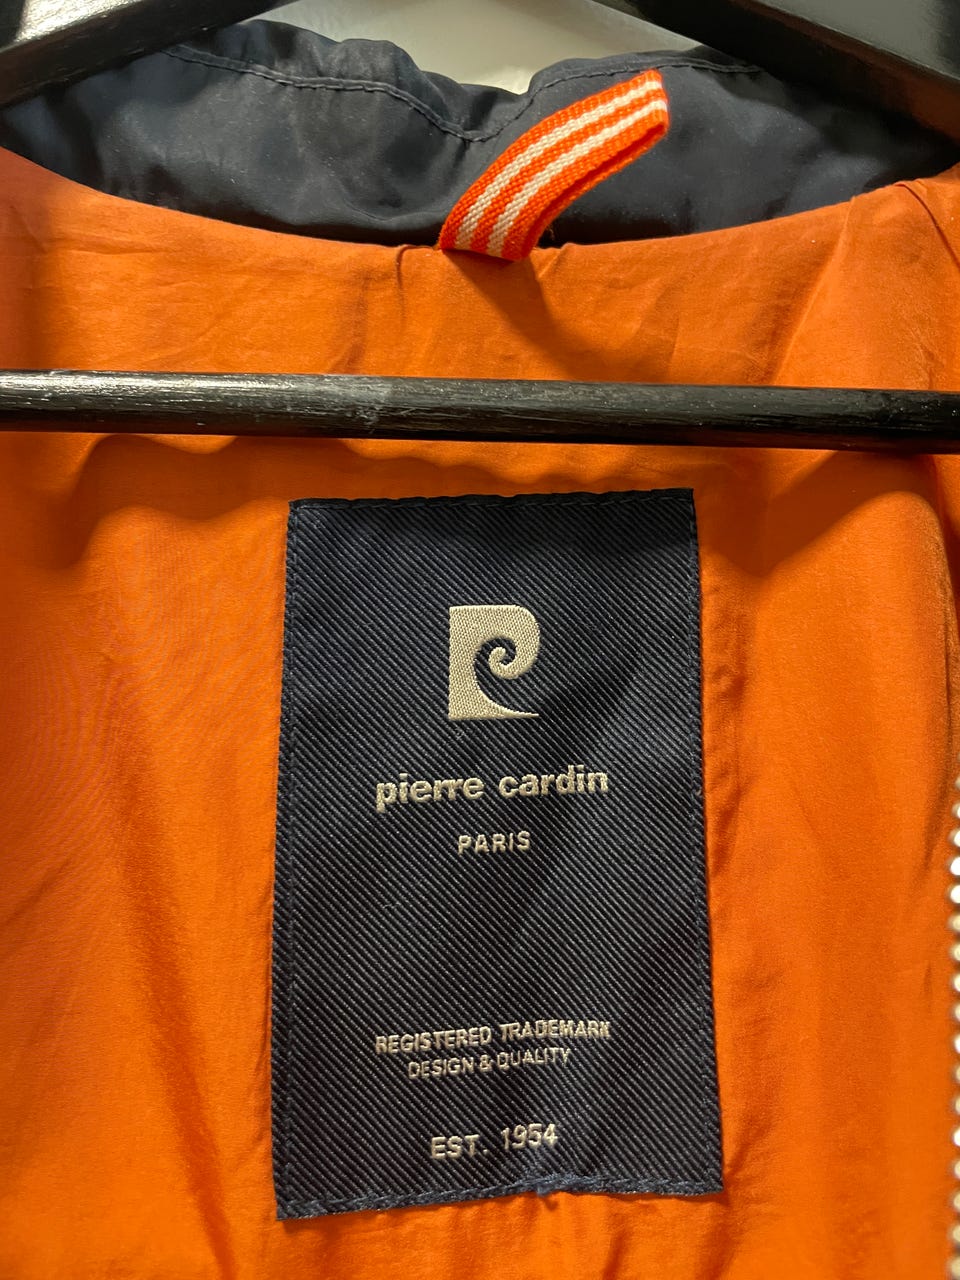 pierre cardin
PARIS
REGISTERED TRADEMARK
DESIGN & QUALITY
EST. 1954